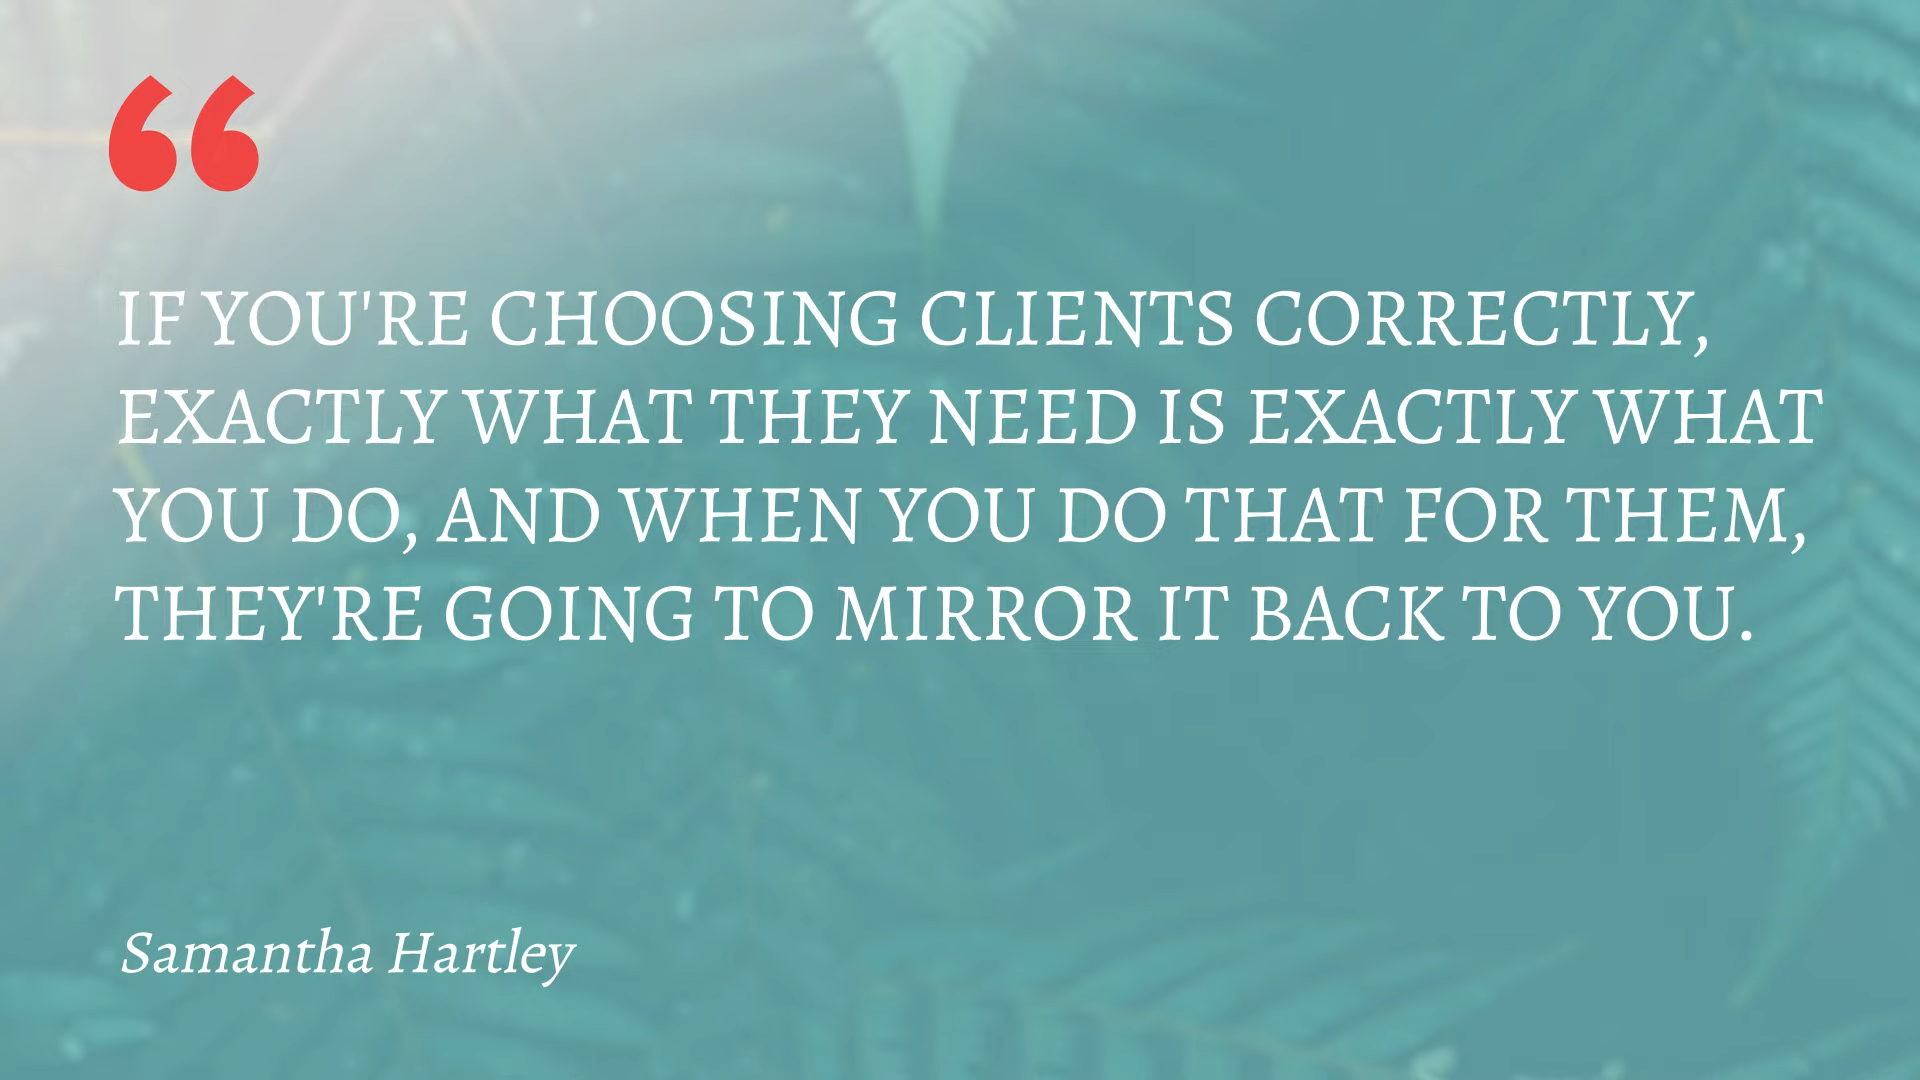 “
IF YOU'RE CHOOSING CLIENTS CORRECTLY,
EXACTLY WHAT THEY NEED IS EXACTLY WHAT
YOU DO, AND WHEN YOU DO THAT FOR THEM,
THEY'RE GOING TO MIRROR IT BACK TO YOU.
Samantha Hartley